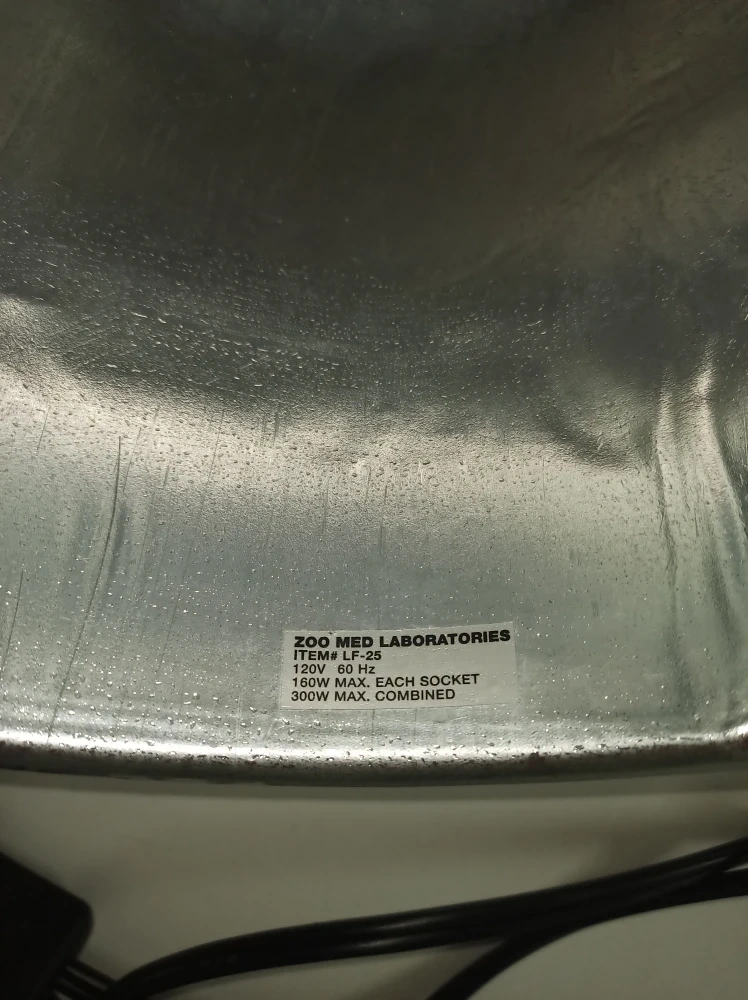 ZOO MED LABORATORIES
ITEM# LF-25
120V 60 Hz
160W MAX. EACH SOCKET
300W MAX. COMBINED